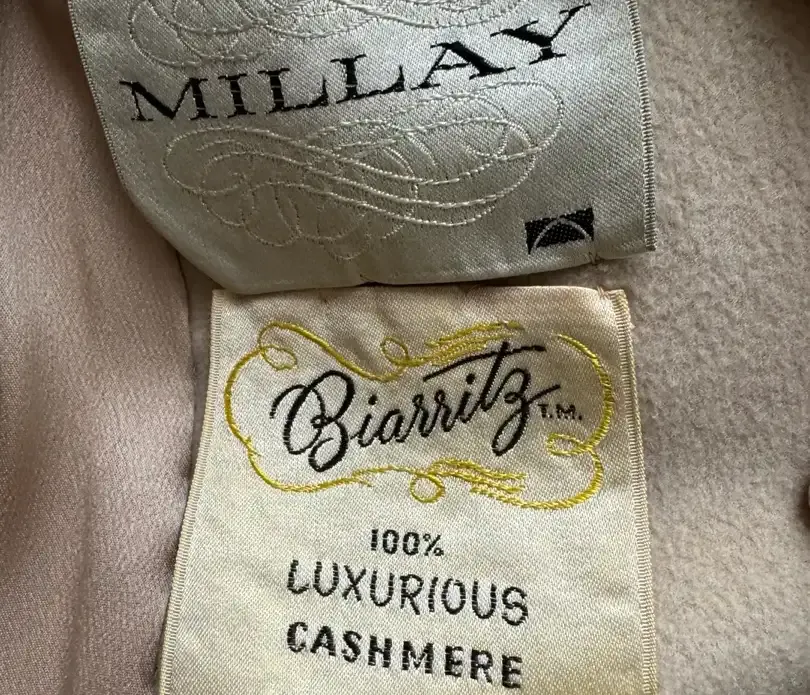 MILLAY
Biarritz T.M.
100%
LUXURIOUS
CASHMERE